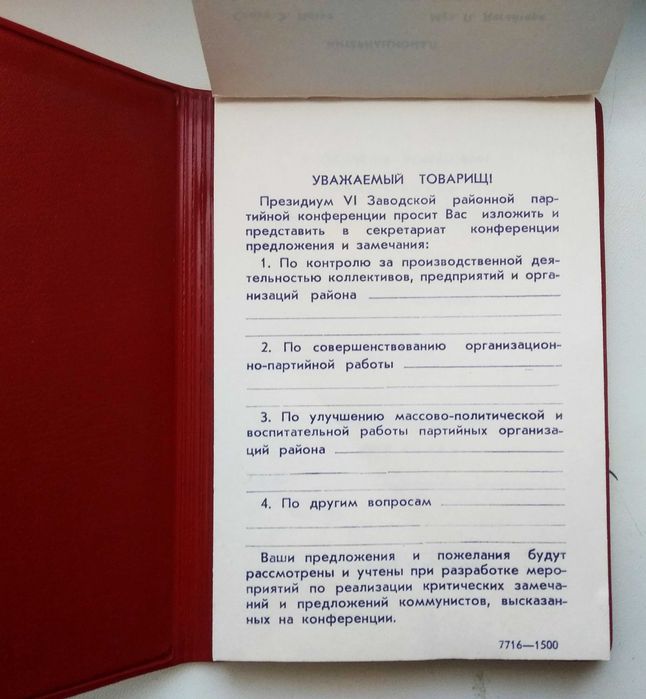 УВАЖАЕМЫЙ ТОВАРИЩ!
Президиум VI Заводской районной пар-
тийной конференции просит Вас изложить и
представить в секретариат конференции
предложения и замечания:
1. По контролю за производственной дея-
тельностью коллективов, предприятий и орга-
низаций района
2. По совершенствованию организацион-
но-партийной работы
3. По улучшению массово-политической и
воспитательной работы партийных организа-
ций района
4. По другим вопросам
Ваши предложения и пожелания будут
рассмотрены и учтены при разработке меро-
приятий по реализации критических замеча-
ний и предложений коммунистов, высказан-
ных на конференции.
7716—1500